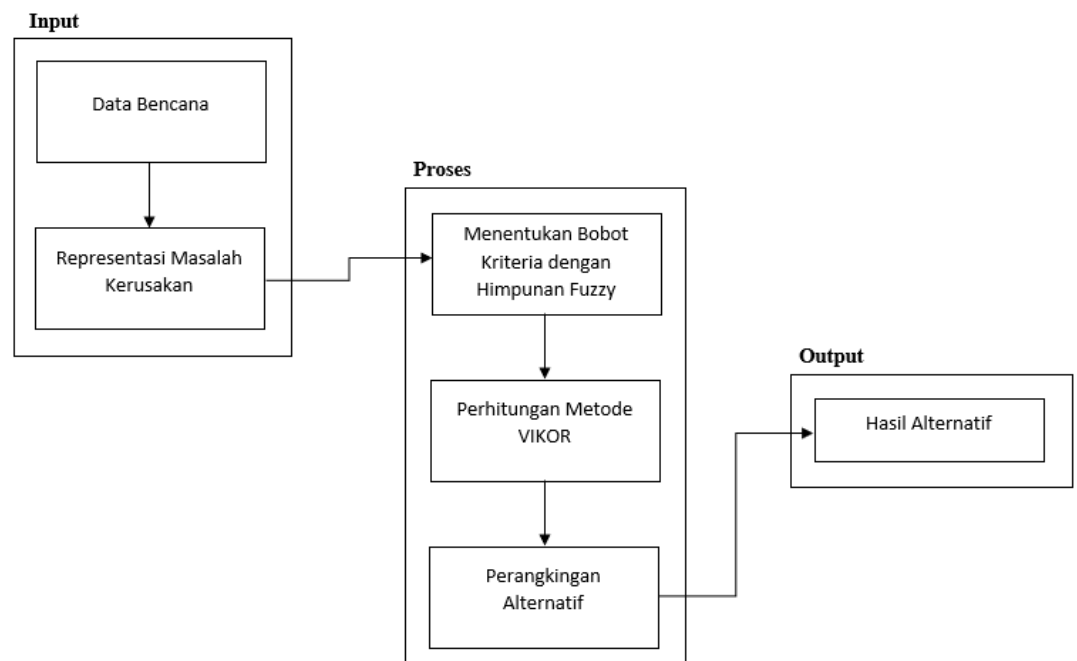 Input
Data Bencana
Representasi Masalah
Kerusakan
Proses
Menentukan Bobot
Kriteria dengan
Himpunan Fuzzy
Perhitungan Metode
VIKOR
Perangkingan
Alternatif
Output
Hasil Alternatif